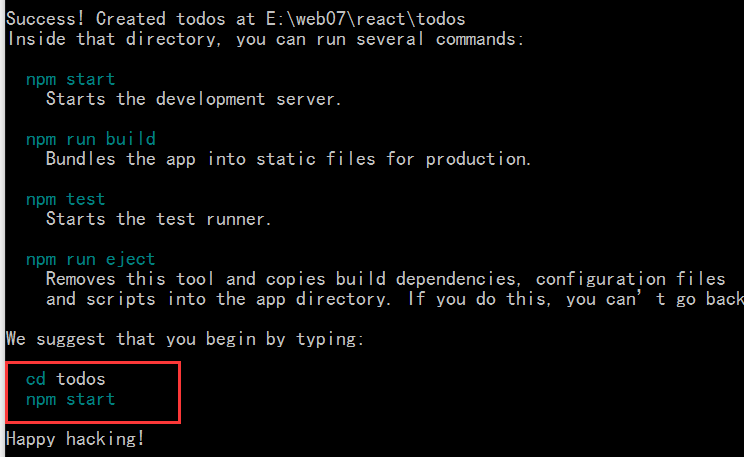 Success! Created todos at E:\web07\react\todos
Inside that directory, you can run several commands:
npm start
Starts the development server.
npm run build
Bundles the app into static files for production.
npm test
Starts the test runner.
npm run eject
Removes this tool and copies build dependencies, configuration files
and scripts into the app directory. If you do this, you can't go back
We suggest that you begin by typing:
cd todos
npm start
Happy hacking!